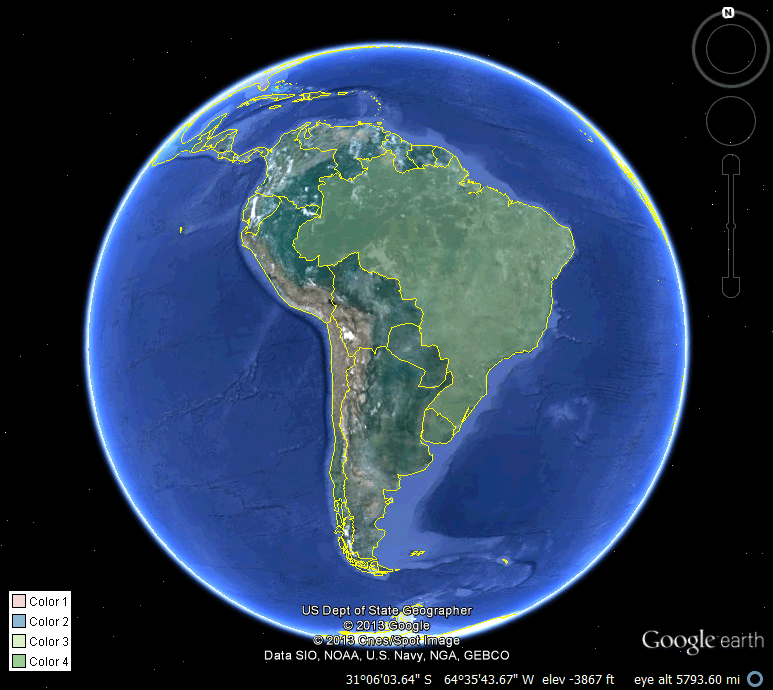 N
Color 1
Color 2
Color 3
Color 4
US Dept of State Geographer
© 2013 Google
© 2013 Cnes/Spot Image
Data SIO, NOAA, U.S. Navy, NGA, GEBCO
Google earth
31°06'03.64" S 64°35'43.67" W elev -3867 ft eye alt 5793.60 mi